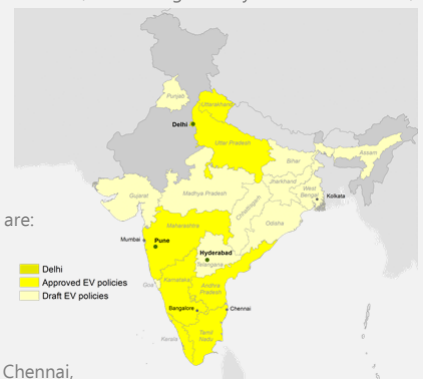 Punjab
Uttarakhand
Delhi
Uttar Pradesh
Assam
Bihar
Jharkhand
West
Bengal
Gujarat
Madhya Pradesh
Chhattisgarh
Kolkata
Odisha
are:
Maharashtra
Mumbai
Pune
Hyderabad
Telangana
Delhi
Approved EV policies
Draft EV policies
Goa
Karnataka
Andhra
Pradesh
Bangalore
Chennai
Kerala
Tamil
Nadu
Chennai,